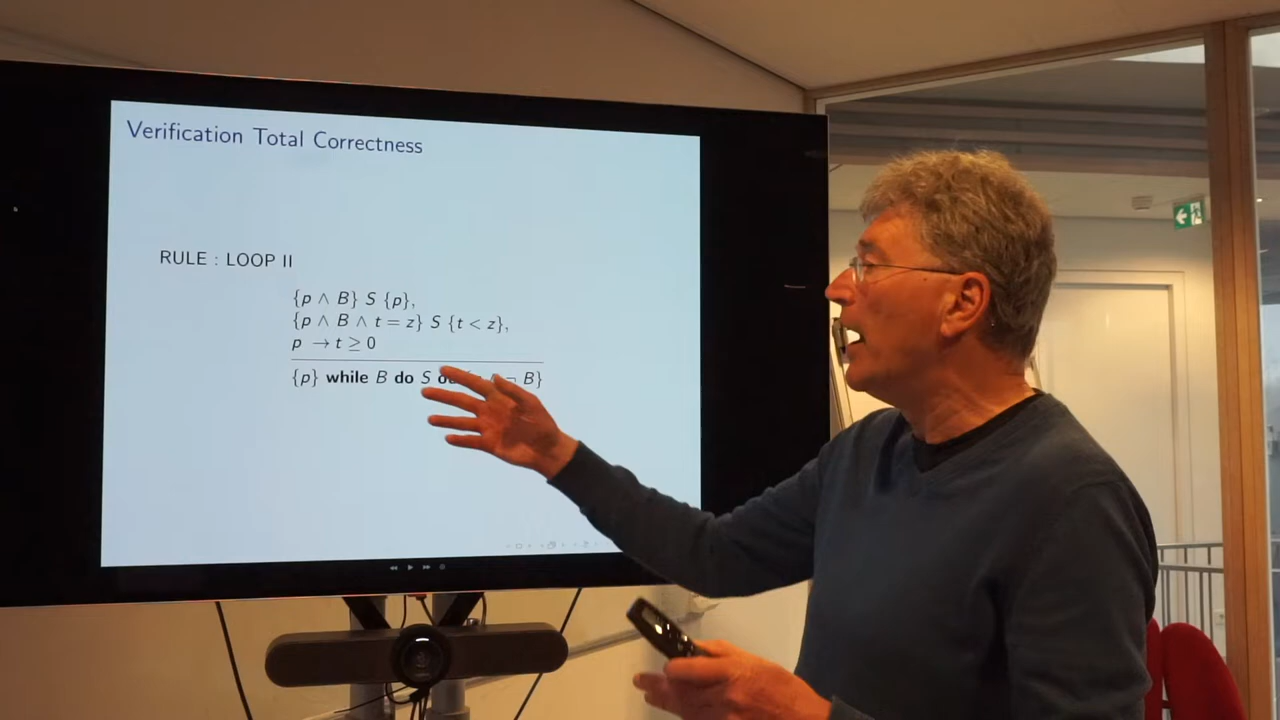 Verification Total Correctness
RULE : LOOP II
{p ∧ B} S {p},
{p ∧ B ∧ t = z} S {t < z},
p → t ≥ 0
{p} while B do S ¬ B}